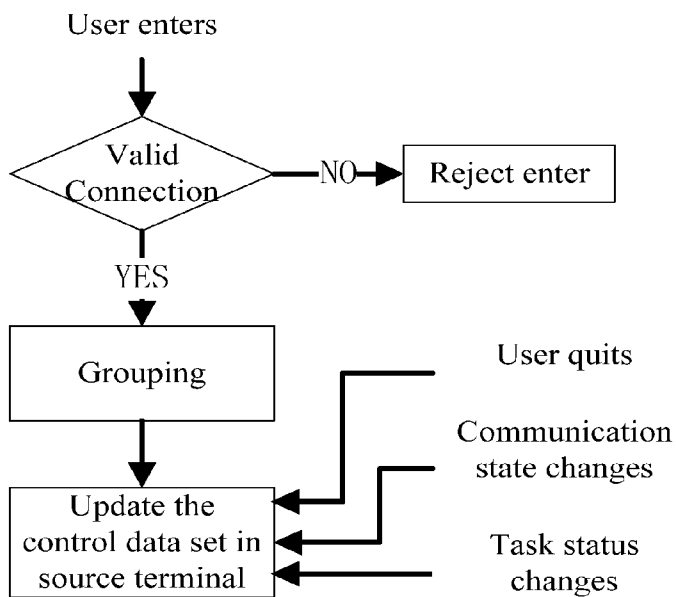 User enters
Valid
Connection
NO
Reject enter
YES
Grouping
User quits
Communication
state changes
Update the
control data set in
source terminal
Task status
changes